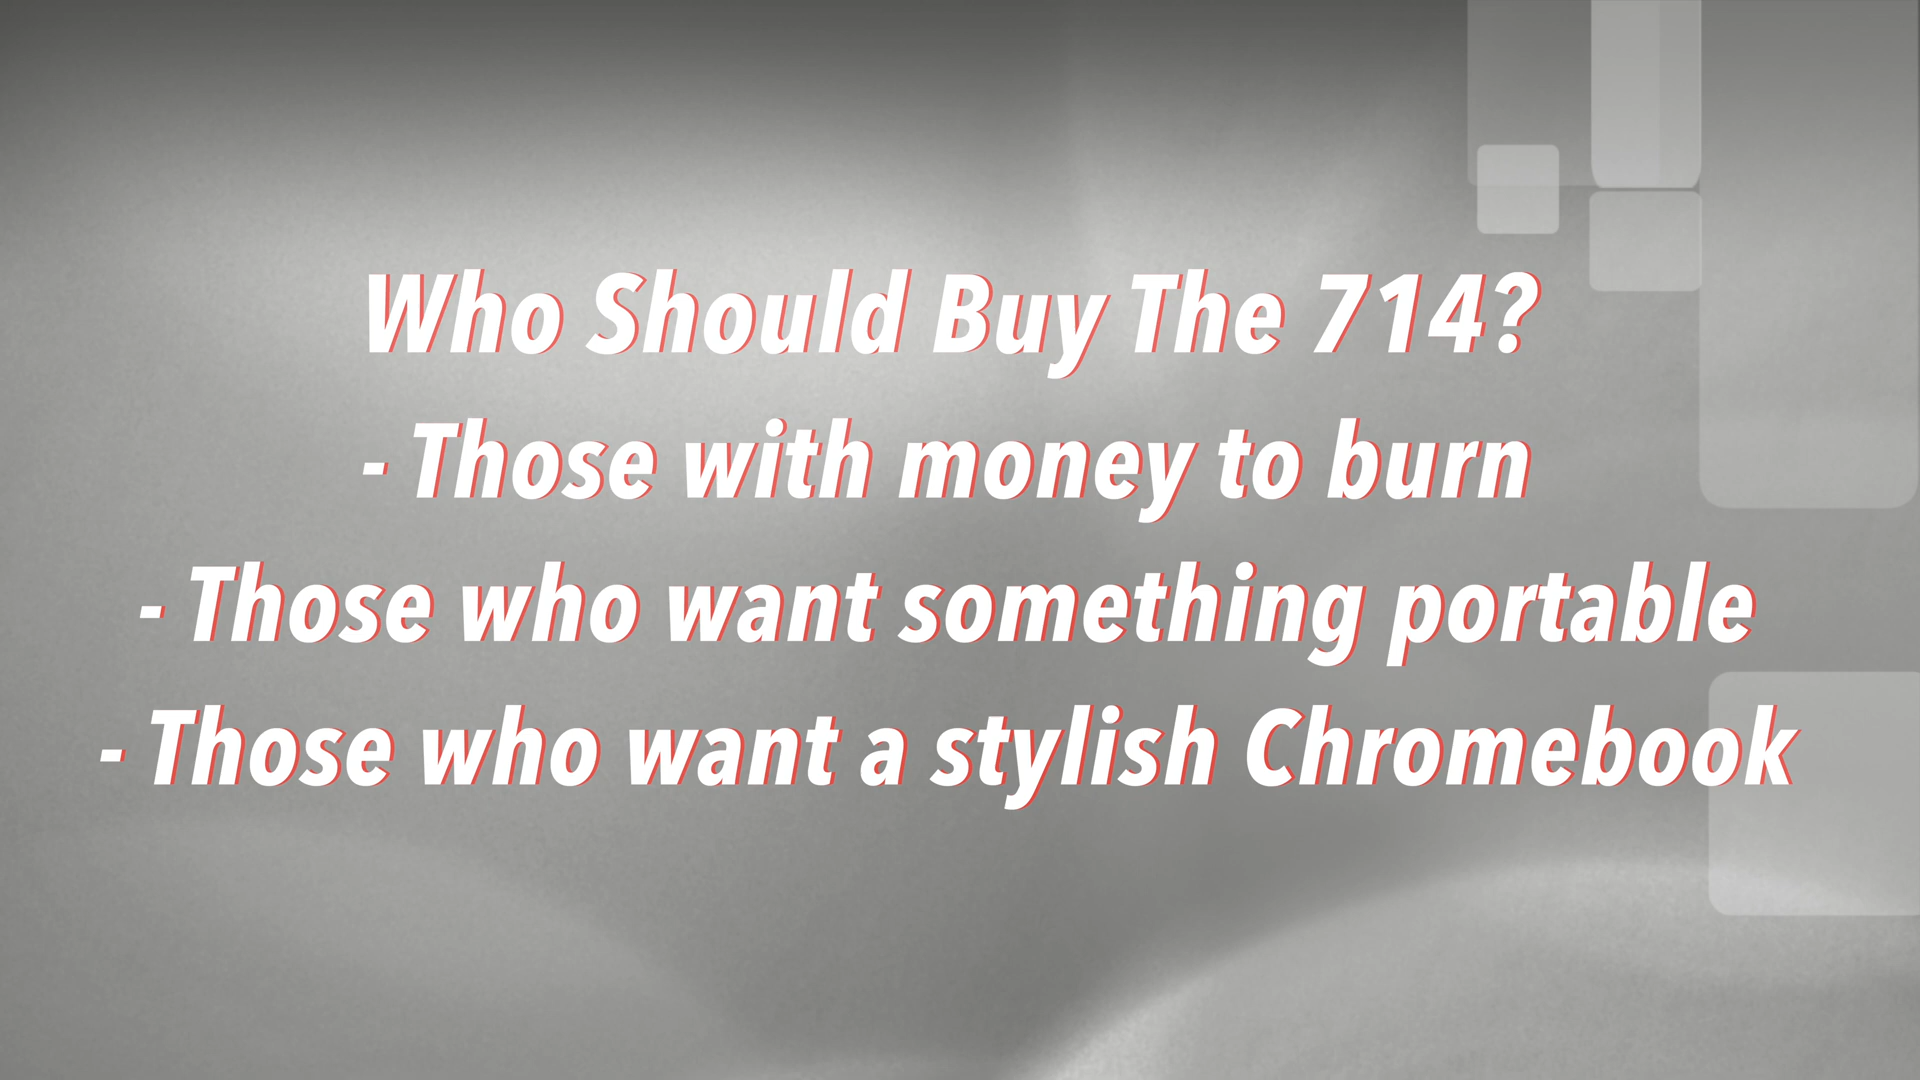 Who Should Buy The 714?
- Those with money to burn
- Those who want something portable
- Those who want a stylish Chromebook